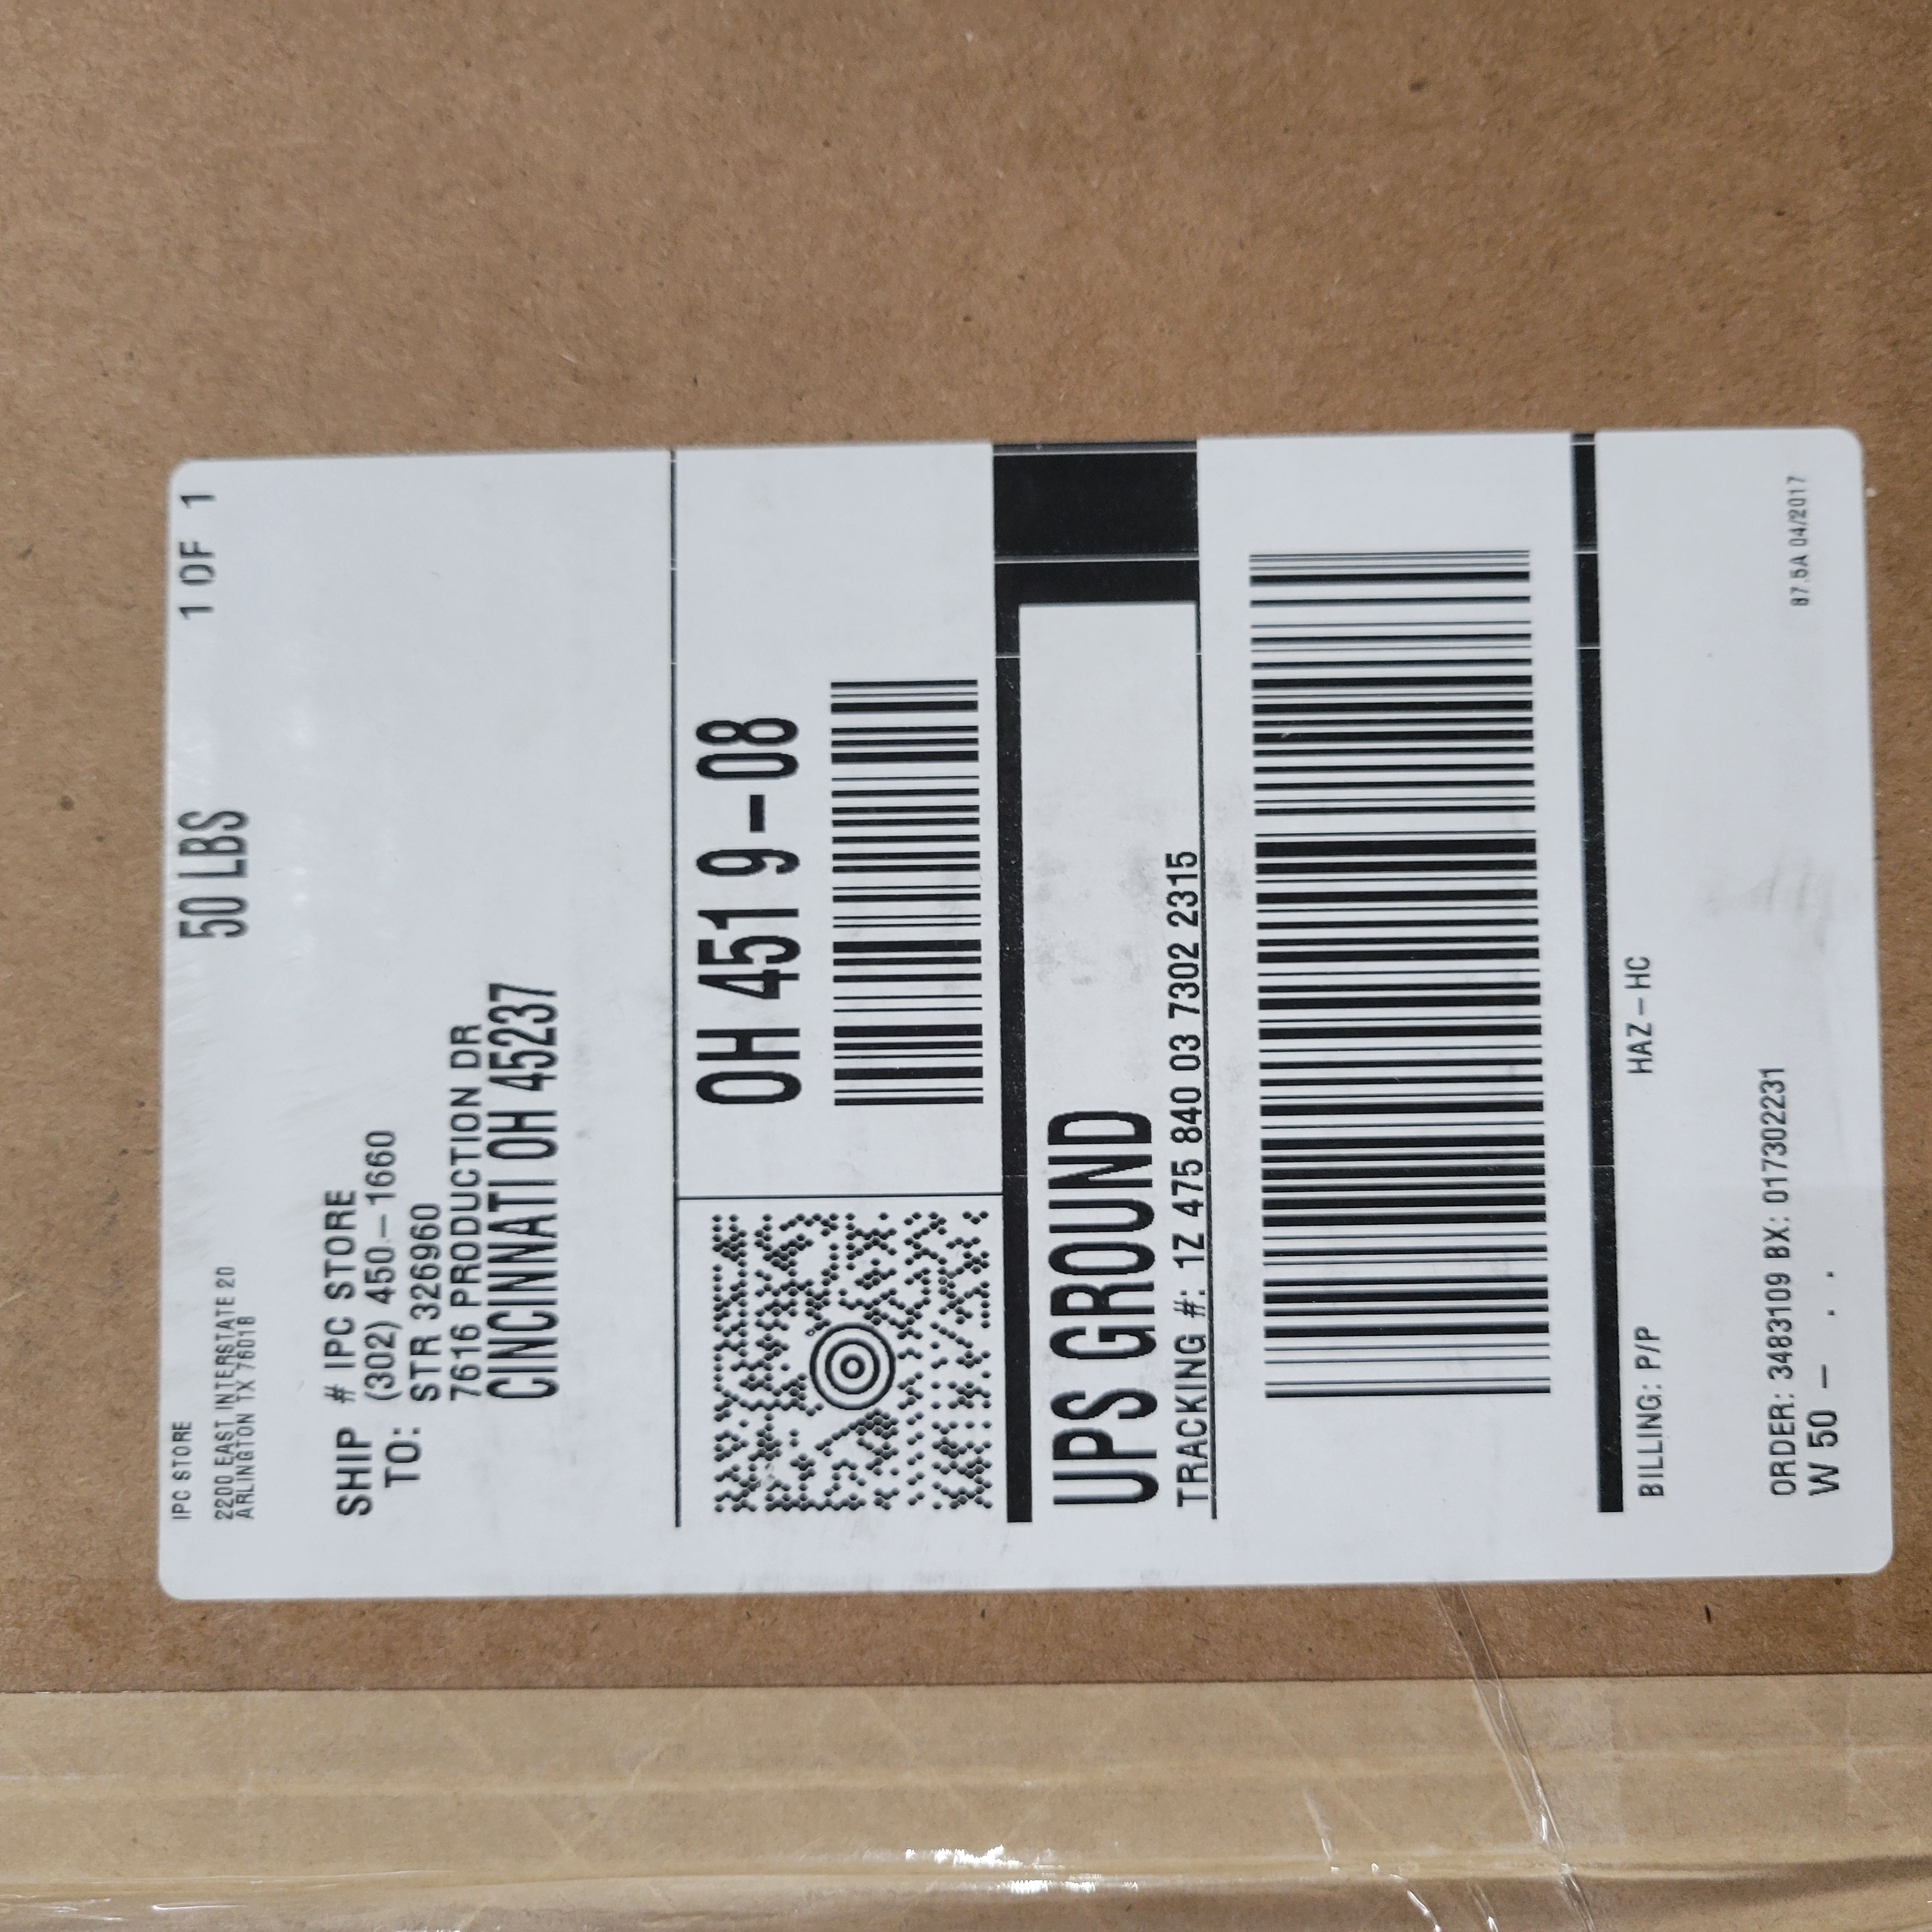 IPC STORE
50 LBS
1 OF 1
2200 EAST INTERSTATE 20
ARLINGTON TX 76018
SHIP TO:
# IPC STORE
(302) 450-1660
STR 326960
7616 PRODUCTION DR
CINCINNATI OH 45237
OH 451 9-08
UPS GROUND
TRACKING #: 1Z 475 840 03 7302 2315
BILLING: P/P
HAZ-HC
ORDER: 3483109 BX: 017302231
W 50 - . .
87.5A 04/2017